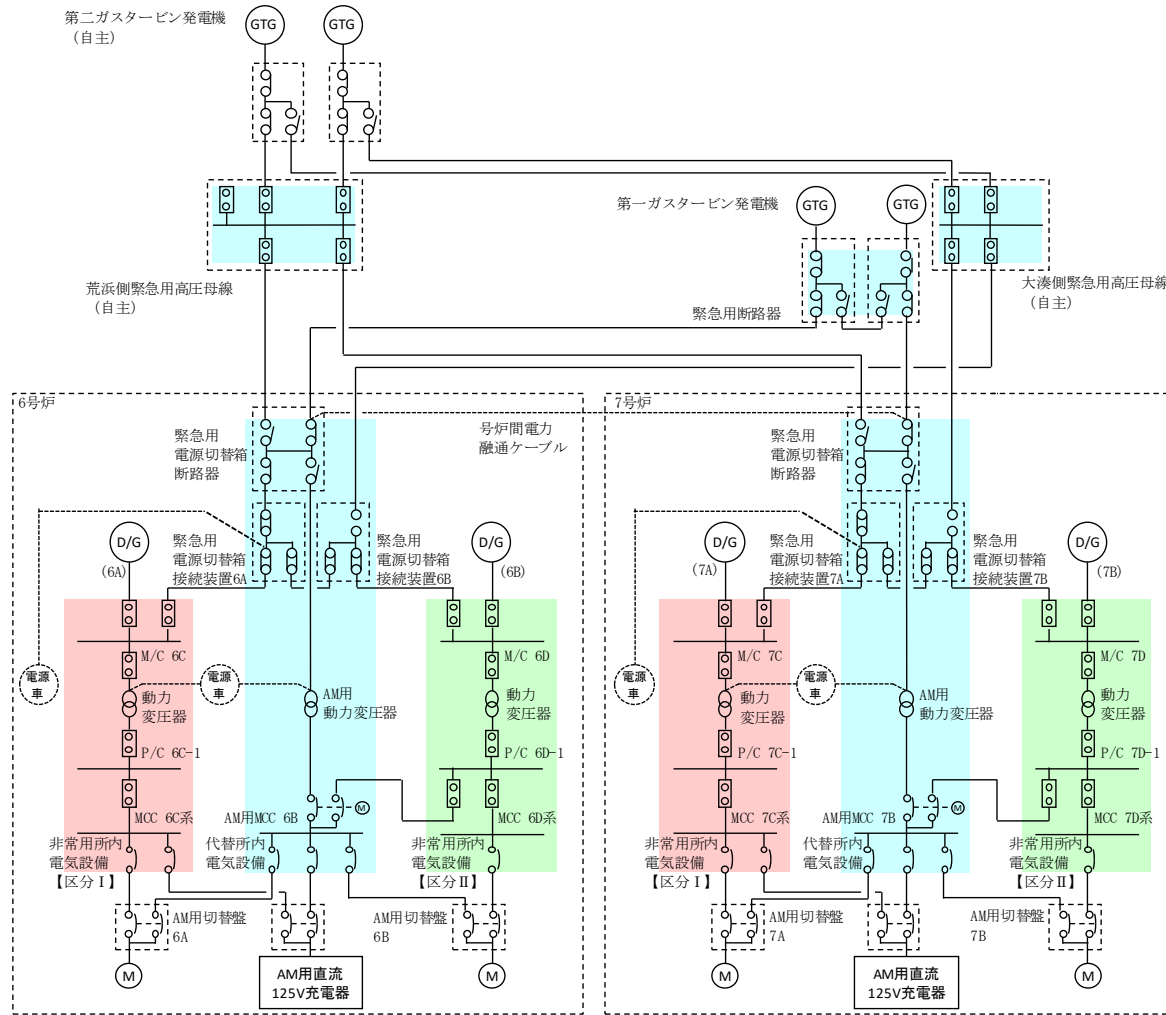 第二ガスタービン発電機
（自主）
GTG
GTG
第一ガスタービン発電機
GTG
GTG
荒浜側緊急用高圧母線
（自主）
緊急用断路器
大湊側緊急用高圧母線
（自主）
6号炉
緊急用
電源切替箱
断路器
号炉間電力
融通ケーブル
D/G
(6A)
緊急用
電源切替箱
接続装置6A
緊急用
電源切替箱
接続装置6B
D/G
(6B)
M/C 6C
M/C 6D
電源
車
電源
車
動力
変圧器
AM用
動力変圧器
動力
変圧器
P/C 6C-1
P/C 6D-1
M
MCC 6C系
AM用MCC 6B
MCC 6D系
非常用所内
電気設備
【区分Ⅰ】
代替所内
電気設備
非常用所内
電気設備
【区分Ⅱ】
AM用切替盤
6A
AM用切替盤
6B
M
AM用直流
125V充電器
M
7号炉
緊急用
電源切替箱
断路器
D/G
(7A)
緊急用
電源切替箱
接続装置7A
緊急用
電源切替箱
接続装置7B
D/G
(7B)
M/C 7C
M/C 7D
電源
車
電源
車
動力
変圧器
AM用
動力変圧器
動力
変圧器
P/C 7C-1
P/C 7D-1
M
MCC 7C系
AM用MCC 7B
MCC 7D系
非常用所内
電気設備
【区分Ⅰ】
代替所内
電気設備
非常用所内
電気設備
【区分Ⅱ】
AM用切替盤
7A
AM用切替盤
7B
M
AM用直流
125V充電器
M